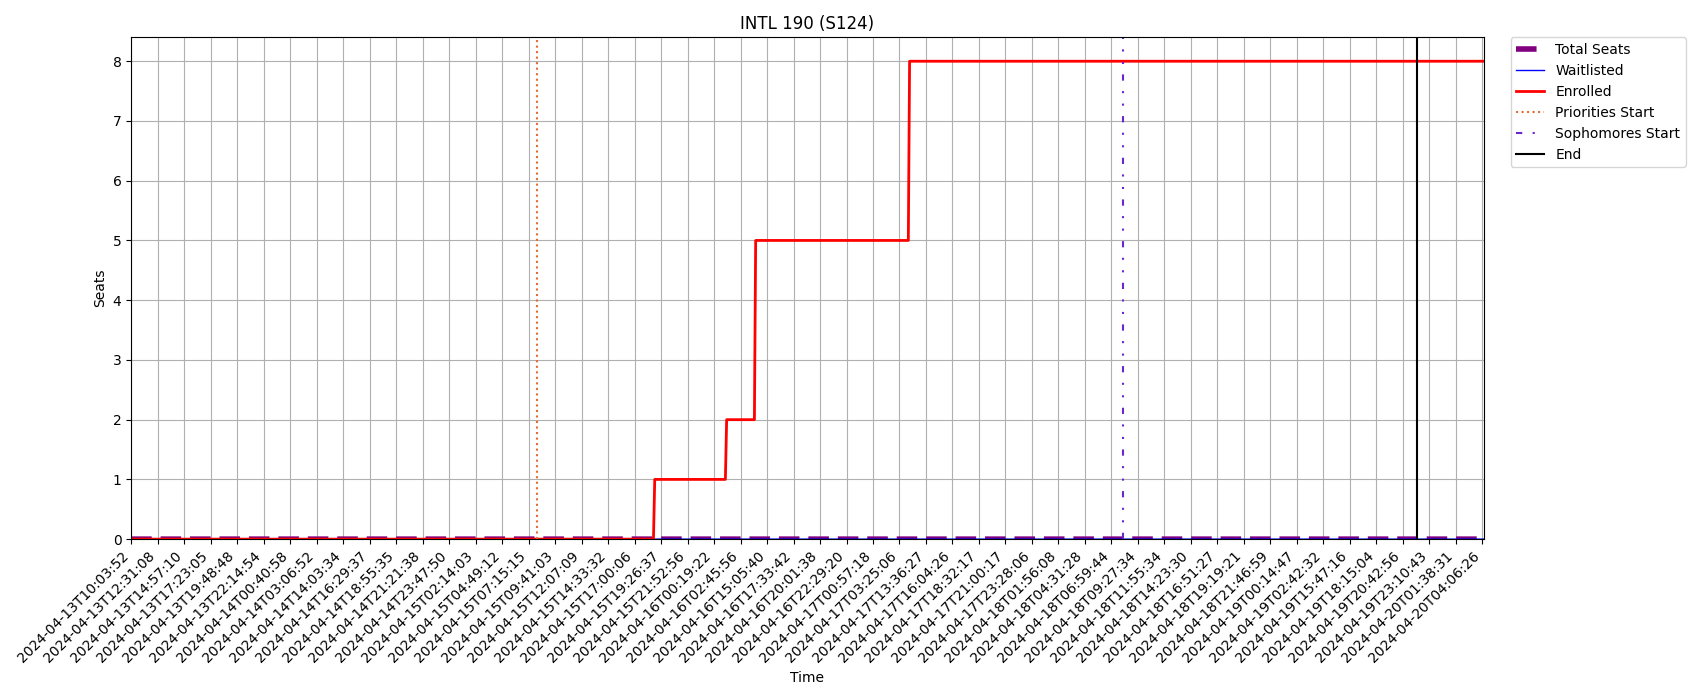 INTL 190 (S124)
Total Seats
Waitlisted
Enrolled
Priorities Start
Sophomores Start
End
Seats
8
7
6
5
4
3
2
1
0
2024-04-13T10:03:52
2024-04-13T12:31:08
2024-04-13T14:57:10
2024-04-13T17:23:05
2024-04-13T19:48:48
2024-04-13T22:14:54
2024-04-14T00:40:58
2024-04-14T03:06:52
2024-04-14T14:03:34
2024-04-14T16:29:37
2024-04-14T18:55:35
2024-04-14T21:21:38
2024-04-14T23:47:50
2024-04-15T02:14:03
2024-04-15T04:49:12
2024-04-15T07:15:15
2024-04-15T09:41:03
2024-04-15T12:07:09
2024-04-15T14:33:32
2024-04-15T17:00:06
2024-04-15T19:26:37
2024-04-15T21:52:56
2024-04-16T00:19:22
2024-04-16T02:45:56
2024-04-16T15:05:40
2024-04-16T17:33:42
2024-04-16T20:01:38
2024-04-16T22:29:20
2024-04-17T00:57:18
2024-04-17T03:25:06
2024-04-17T13:36:27
2024-04-17T16:04:26
2024-04-17T18:32:17
2024-04-17T21:00:17
2024-04-17T23:28:06
2024-04-18T01:56:08
2024-04-18T04:31:28
2024-04-18T06:59:44
2024-04-18T09:27:34
2024-04-18T11:55:34
2024-04-18T14:23:30
2024-04-18T16:51:27
2024-04-18T19:19:21
2024-04-18T21:46:59
2024-04-19T00:14:47
2024-04-19T02:42:32
2024-04-19T15:47:16
2024-04-19T18:15:04
2024-04-19T20:42:56
2024-04-19T23:10:43
2024-04-20T01:38:31
2024-04-20T04:06:26
Time